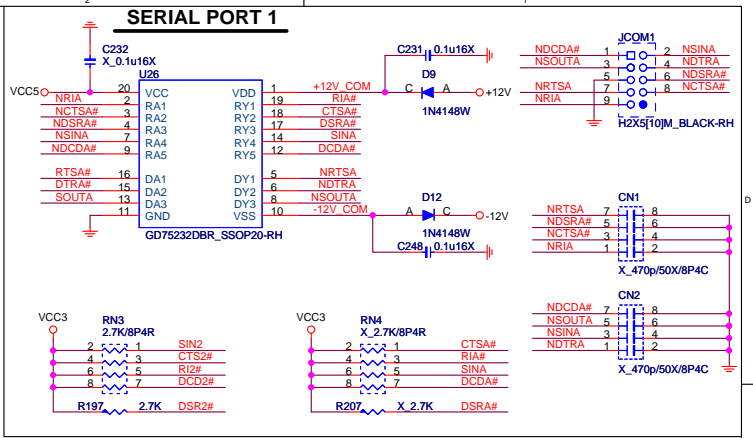 2
1
SERIAL PORT 1
C232
X_0.1u16X
U26
VCC5
20 VCC VDD 1 +12V_COM
NRIA 2 RA1 RY1 19 RIA#
NCTSA# 3 RA2 RY2 18 CTSA#
NDSRA# 4 RA3 RY3 17 DSRA#
NSINA 7 RA4 RY4 14 SINA
NDCDA# 9 RA5 RY5 12 DCDA#
RTSA# 16 DA1 DY1 5 NRTSA
DTRA# 15 DA2 DY2 6 NDTRA
SOUTA 13 DA3 DY3 8 NSOUTA
11 GND VSS 10 -12V_COM
GD75232DBR_SSOP20-RH
C231 0.1u16X
D9
C A +12V
1N4148W
D12
A C -12V
1N4148W
C248 0.1u16X
JCOM1
NDCDA# 1 2 NSINA
NSOUTA 3 4 NDTRA
5 6 NDSRA#
NRTSA 7 8 NCTSA#
NRIA 9
H2X5[10]M_BLACK-RH
D
CN1
NRTSA 7 8
NDSRA# 5 6
NCTSA# 3 4
NRIA 1 2
X_470p/50X/8P4C
CN2
NDCDA# 7 8
NSOUTA 5 6
NSINA 3 4
NDTRA 1 2
X_470p/50X/8P4C
VCC3
RN3
2.7K/8P4R
2 1 SIN2
4 3 CTS2#
6 5 RI2#
8 7 DCD2#
R197 2.7K DSR2#
VCC3
RN4
X_2.7K/8P4R
2 1 CTSA#
4 3 RIA#
6 5 SINA
8 7 DCDA#
R207 X_2.7K DSRA#